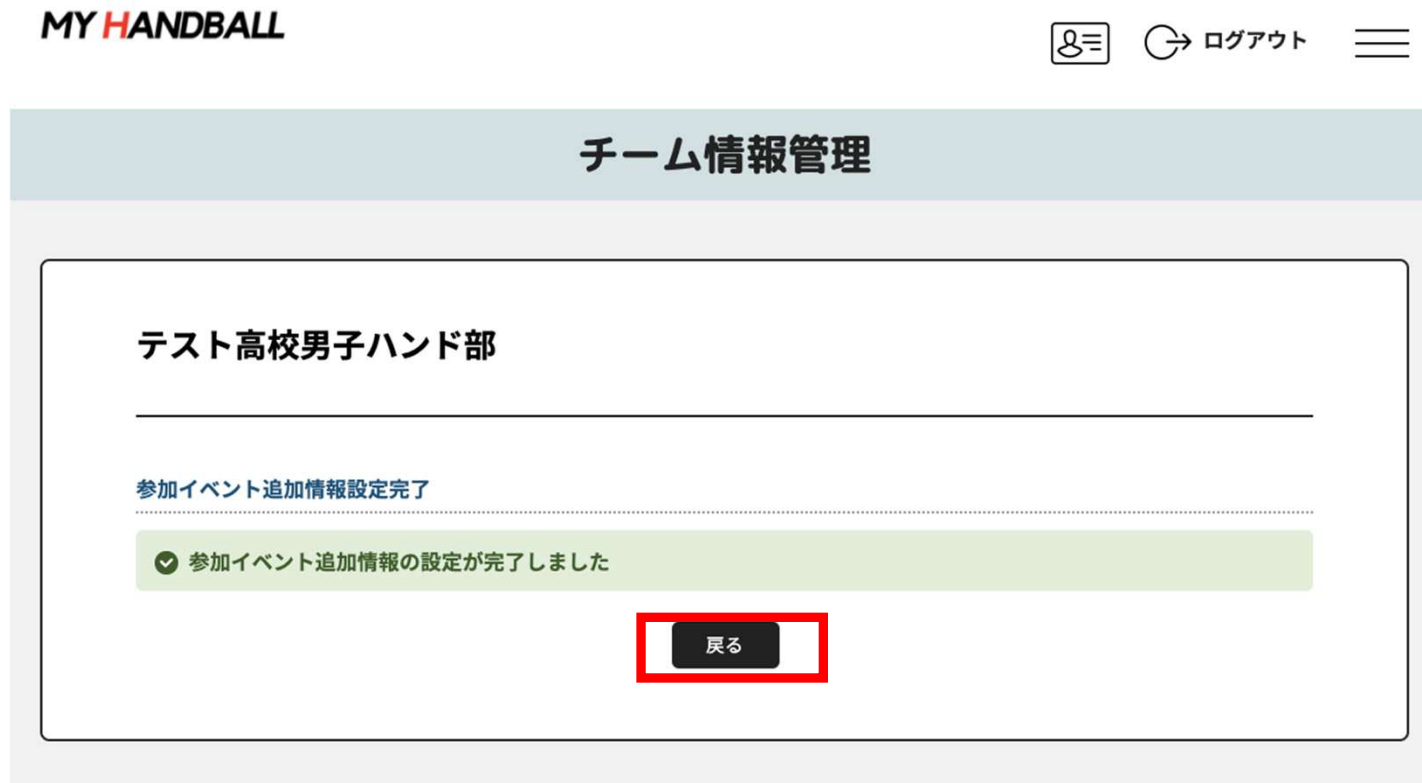 MY HANDBALL
ログアウト
チーム情報管理
テスト高校男子ハンド部
参加イベント追加情報設定完了
参加イベント追加情報の設定が完了しました
戻る